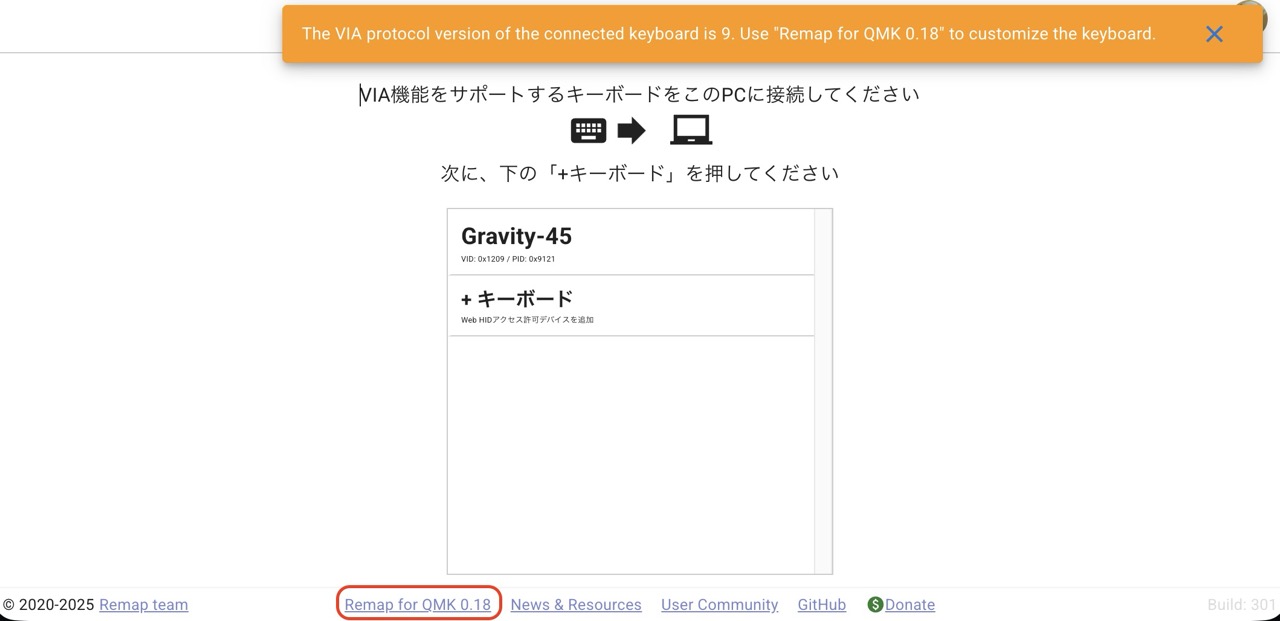 The VIA protocol version of the connected keyboard is 9. Use "Remap for QMK 0.18" to customize the keyboard.
VIA機能をサポートするキーボードをこのPCに接続してください
次に、下の「+キーボード」を押してください
Gravity-45
VID: 0x1209 / PID: 0x9121
+ キーボード
Web HIDアクセス許可デバイスを追加
© 2020-2025 Remap team Remap for QMK 0.18 News & Resources User Community GitHub $ Donate Build: 301